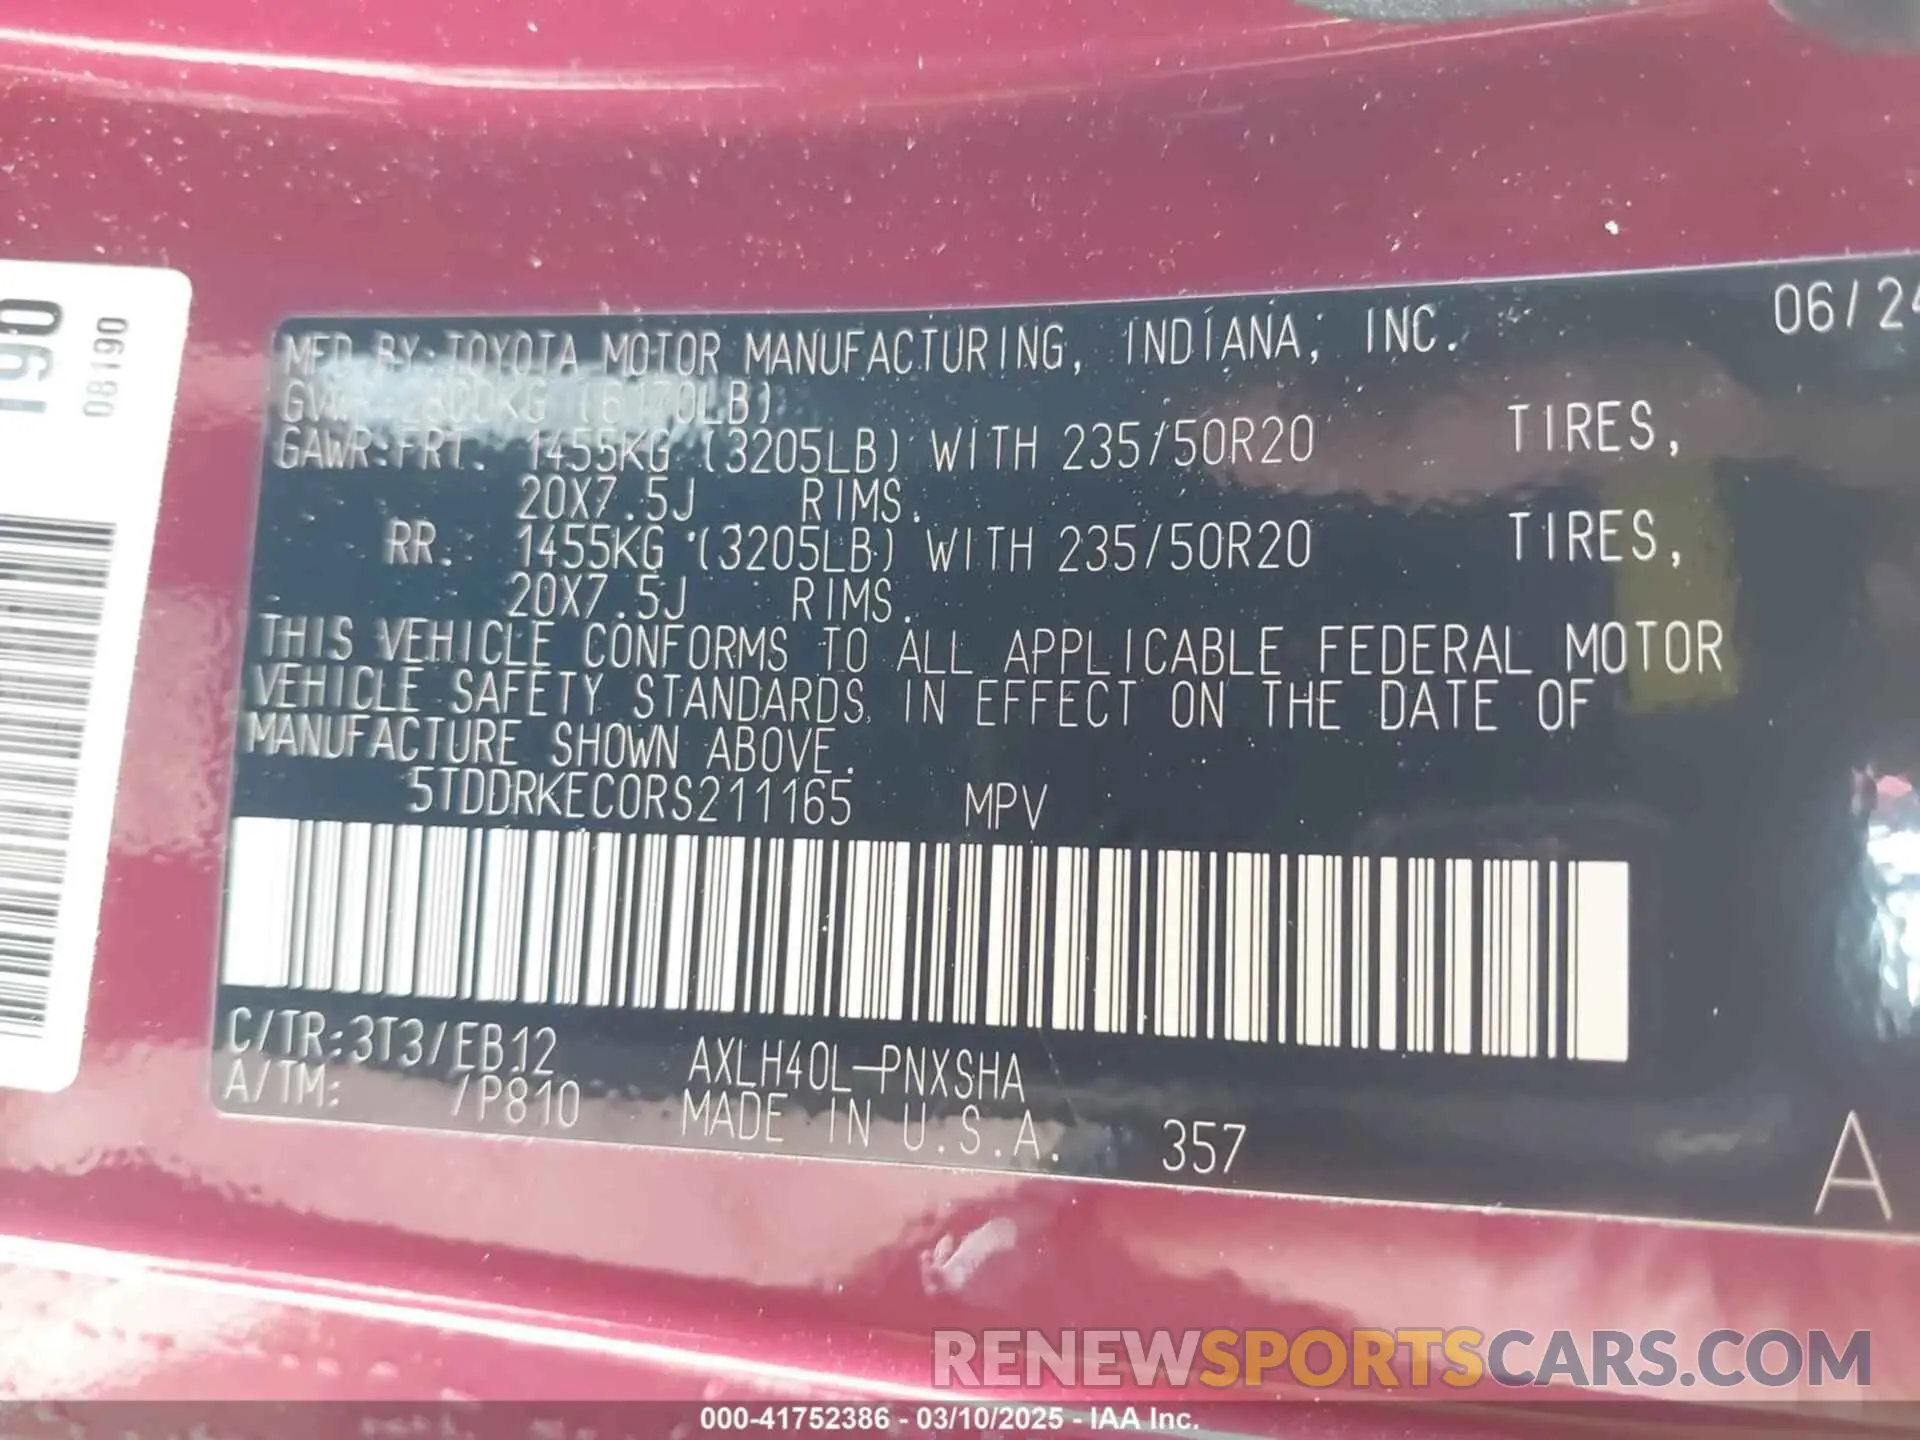 06/24
MFD BY: TOYOTA MOTOR MANUFACTURING, INDIANA, INC.
(6170LB)
GAWR:FRT. 1455KG (3205LB) WITH 235/50R20 TIRES,
20X7.5J RIMS.
RR. 1455KG (3205LB) WITH 235/50R20 TIRES,
20X7.5J RIMS.
THIS VEHICLE CONFORMS TO ALL APPLICABLE FEDERAL MOTOR
VEHICLE SAFETY STANDARDS IN EFFECT ON THE DATE OF
MANUFACTURE SHOWN ABOVE.
5TDDRKEC0RS211165 MPV
C/TR:3T3/EB12 AXLH40L-PNXSHA
A/TM: /P810 MADE IN U.S.A. 357
A
190
08190
RENEWSPORTSCARS.COM
000-41752386 - 03/10/2025 - IAA Inc.